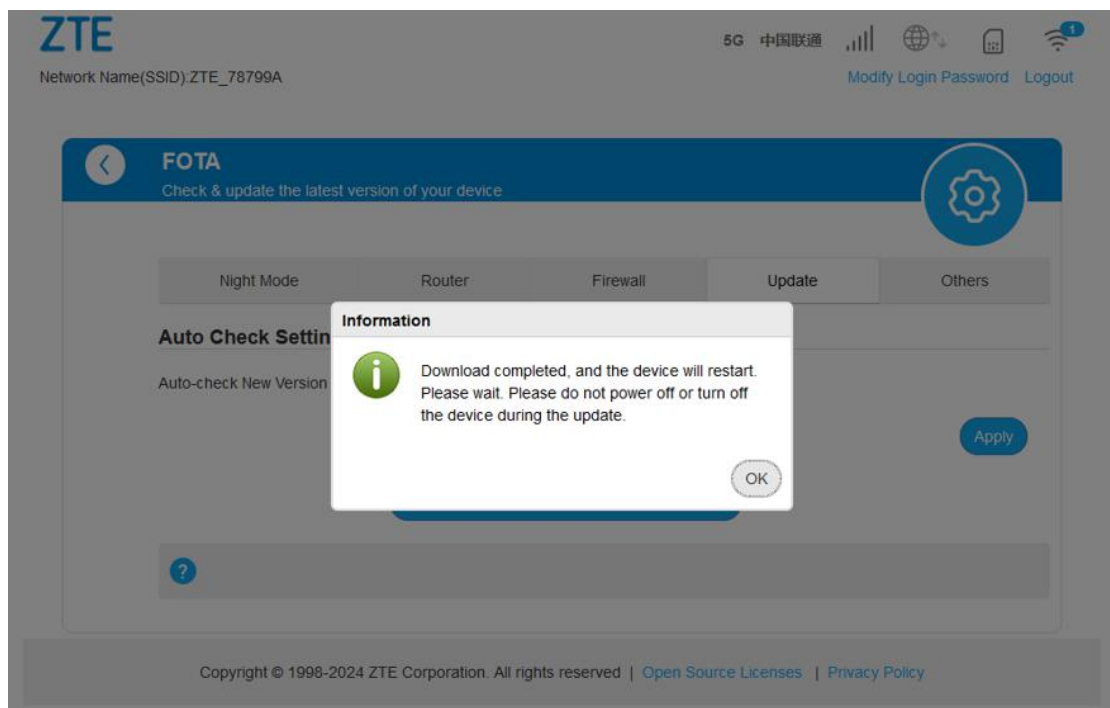 ZTE
5G 中国联通
1
Network Name(SSID):ZTE_78799A
Modify Login Password Logout
FOTA
Check & update the latest version of your device
Night Mode Router Firewall Update Others
Information
Auto Check Settin
Auto-check New Version
Download completed, and the device will restart.
Please wait. Please do not power off or turn off
the device during the update.
Apply
OK
?
Copyright © 1998-2024 ZTE Corporation. All rights reserved | Open Source Licenses | Privacy Policy